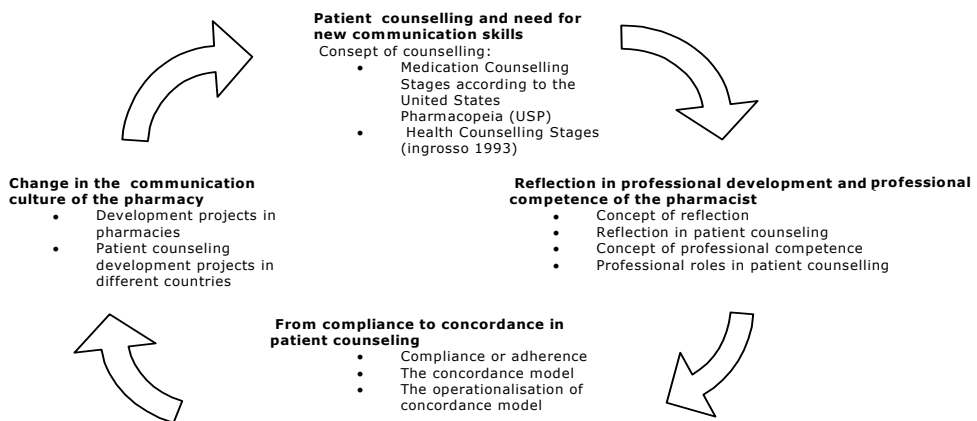 Patient counselling and need for
new communication skills
Consept of counselling:
• Medication Counselling
Stages according to the
United States
Pharmacopeia (USP)
• Health Counselling Stages
(ingrosso 1993)
Change in the communication
culture of the pharmacy
• Development projects in
pharmacies
• Patient counseling
development projects in
different countries
Reflection in professional development and professional
competence of the pharmacist
• Concept of reflection
• Reflection in patient counseling
• Concept of professional competence
• Professional roles in patient counselling
From compliance to concordance in
patient counseling
• Compliance or adherence
• The concordance model
• The operationalisation of
concordance model